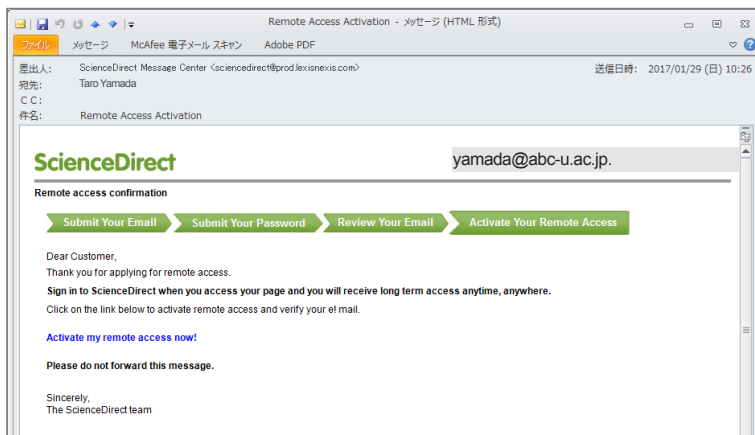 Remote Access Activation - メッセージ (HTML 形式)
ファイル メッセージ McAfee 電子メール スキャン Adobe PDF
差出人: ScienceDirect Message Center <sciencedirect@prod.lexisnexis.com> 送信日時: 2017/01/29 (日) 10:26
宛先: Taro Yamada
C C:
件名: Remote Access Activation
ScienceDirect yamada@abc-u.ac.jp.
Remote access confirmation
Submit Your Email Submit Your Password Review Your Email Activate Your Remote Access
Dear Customer,
Thank you for applying for remote access.
Sign in to ScienceDirect when you access your page and you will receive long term access anytime, anywhere.
Click on the link below to activate remote access and verify your e! mail.
Activate my remote access now!
Please do not forward this message.
Sincerely,
The ScienceDirect team